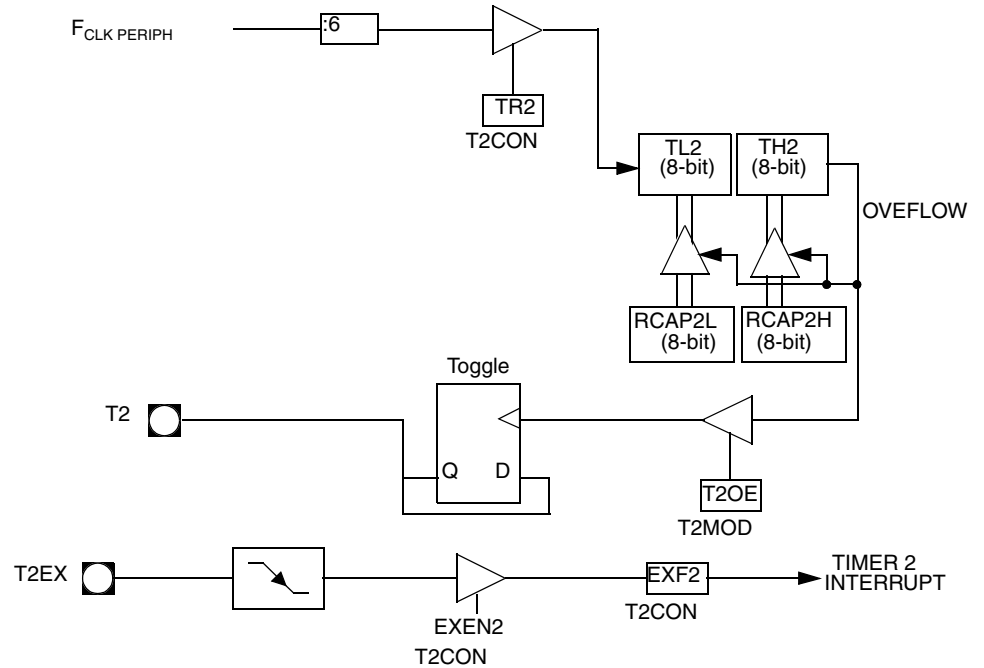 FCLK PERIPH
:6
TR2
T2CON
TL2
(8-bit)
TH2
(8-bit)
OVEFLOW
RCAP2L
(8-bit)
RCAP2H
(8-bit)
Toggle
T2
Q
D
T2OE
T2MOD
T2EX
EXEN2
T2CON
EXF2
T2CON
TIMER 2
INTERRUPT